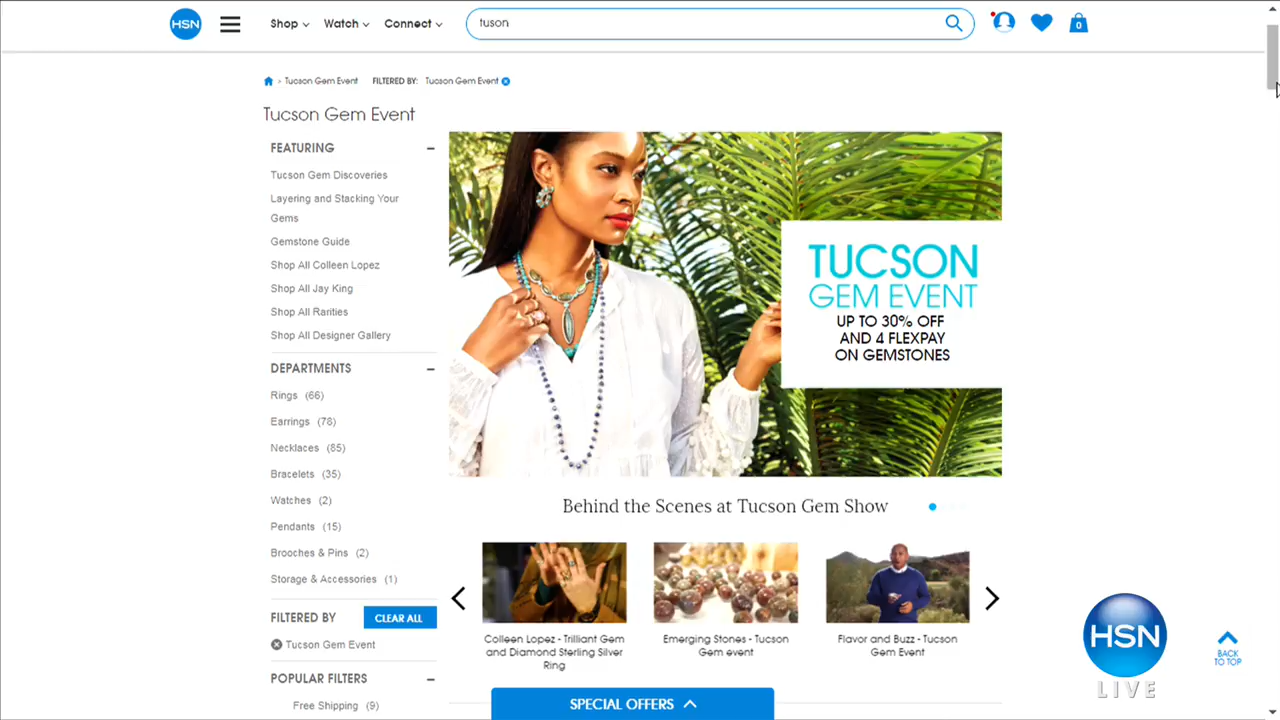 HSN
Shop
Watch
Connect
tuson
0
Tucson Gem Event FILTERED BY: Tucson Gem Event
Tucson Gem Event
FEATURING
Tucson Gem Discoveries
Layering and Stacking Your
Gems
Gemstone Guide
Shop All Colleen Lopez
Shop All Jay King
Shop All Rarities
Shop All Designer Gallery
DEPARTMENTS
Rings (66)
Earrings (78)
Necklaces (85)
Bracelets (35)
Watches (2)
Pendants (15)
Brooches & Pins (2)
Storage & Accessories (1)
FILTERED BY
CLEAR ALL
Tucson Gem Event
POPULAR FILTERS
Free Shipping (9)
TUCSON
GEM EVENT
UP TO 30% OFF
AND 4 FLEXPAY
ON GEMSTONES
Behind the Scenes at Tucson Gem Show
Colleen Lopez - Trilliant Gem
and Diamond Sterling Silver
Ring
Emerging Stones - Tucson
Gem event
Flavor and Buzz - Tucson
Gem Event
SPECIAL OFFERS
HSN
LIVE
BACK
TO TOP